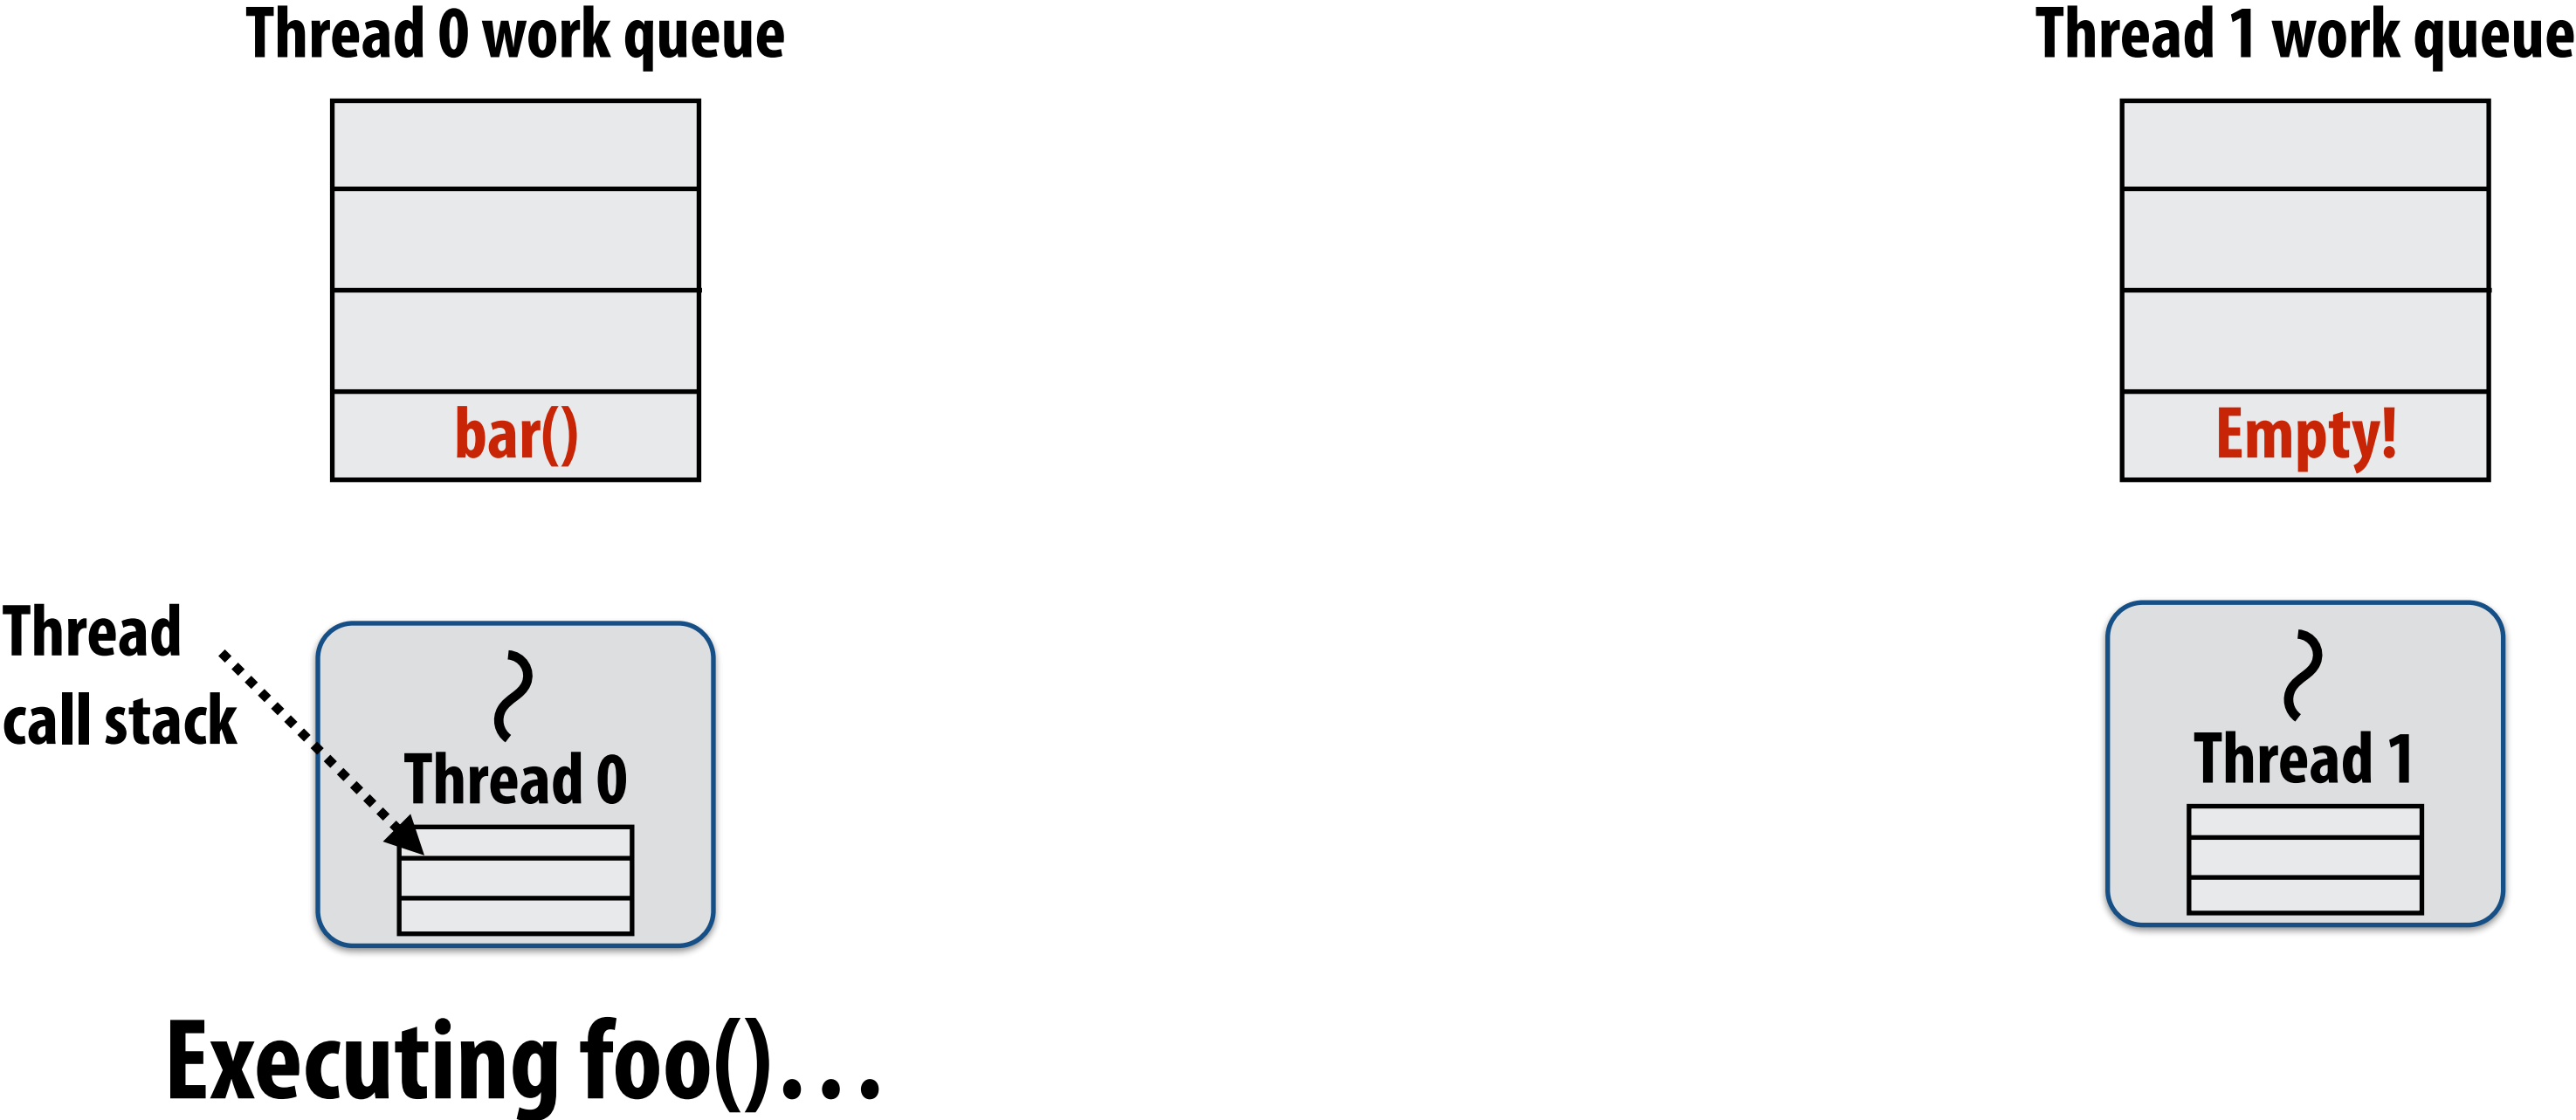 Thread 0 work queue
Thread 1 work queue
bar()
Empty!
Thread
call stack
Thread 0
Thread 1
Executing foo()…